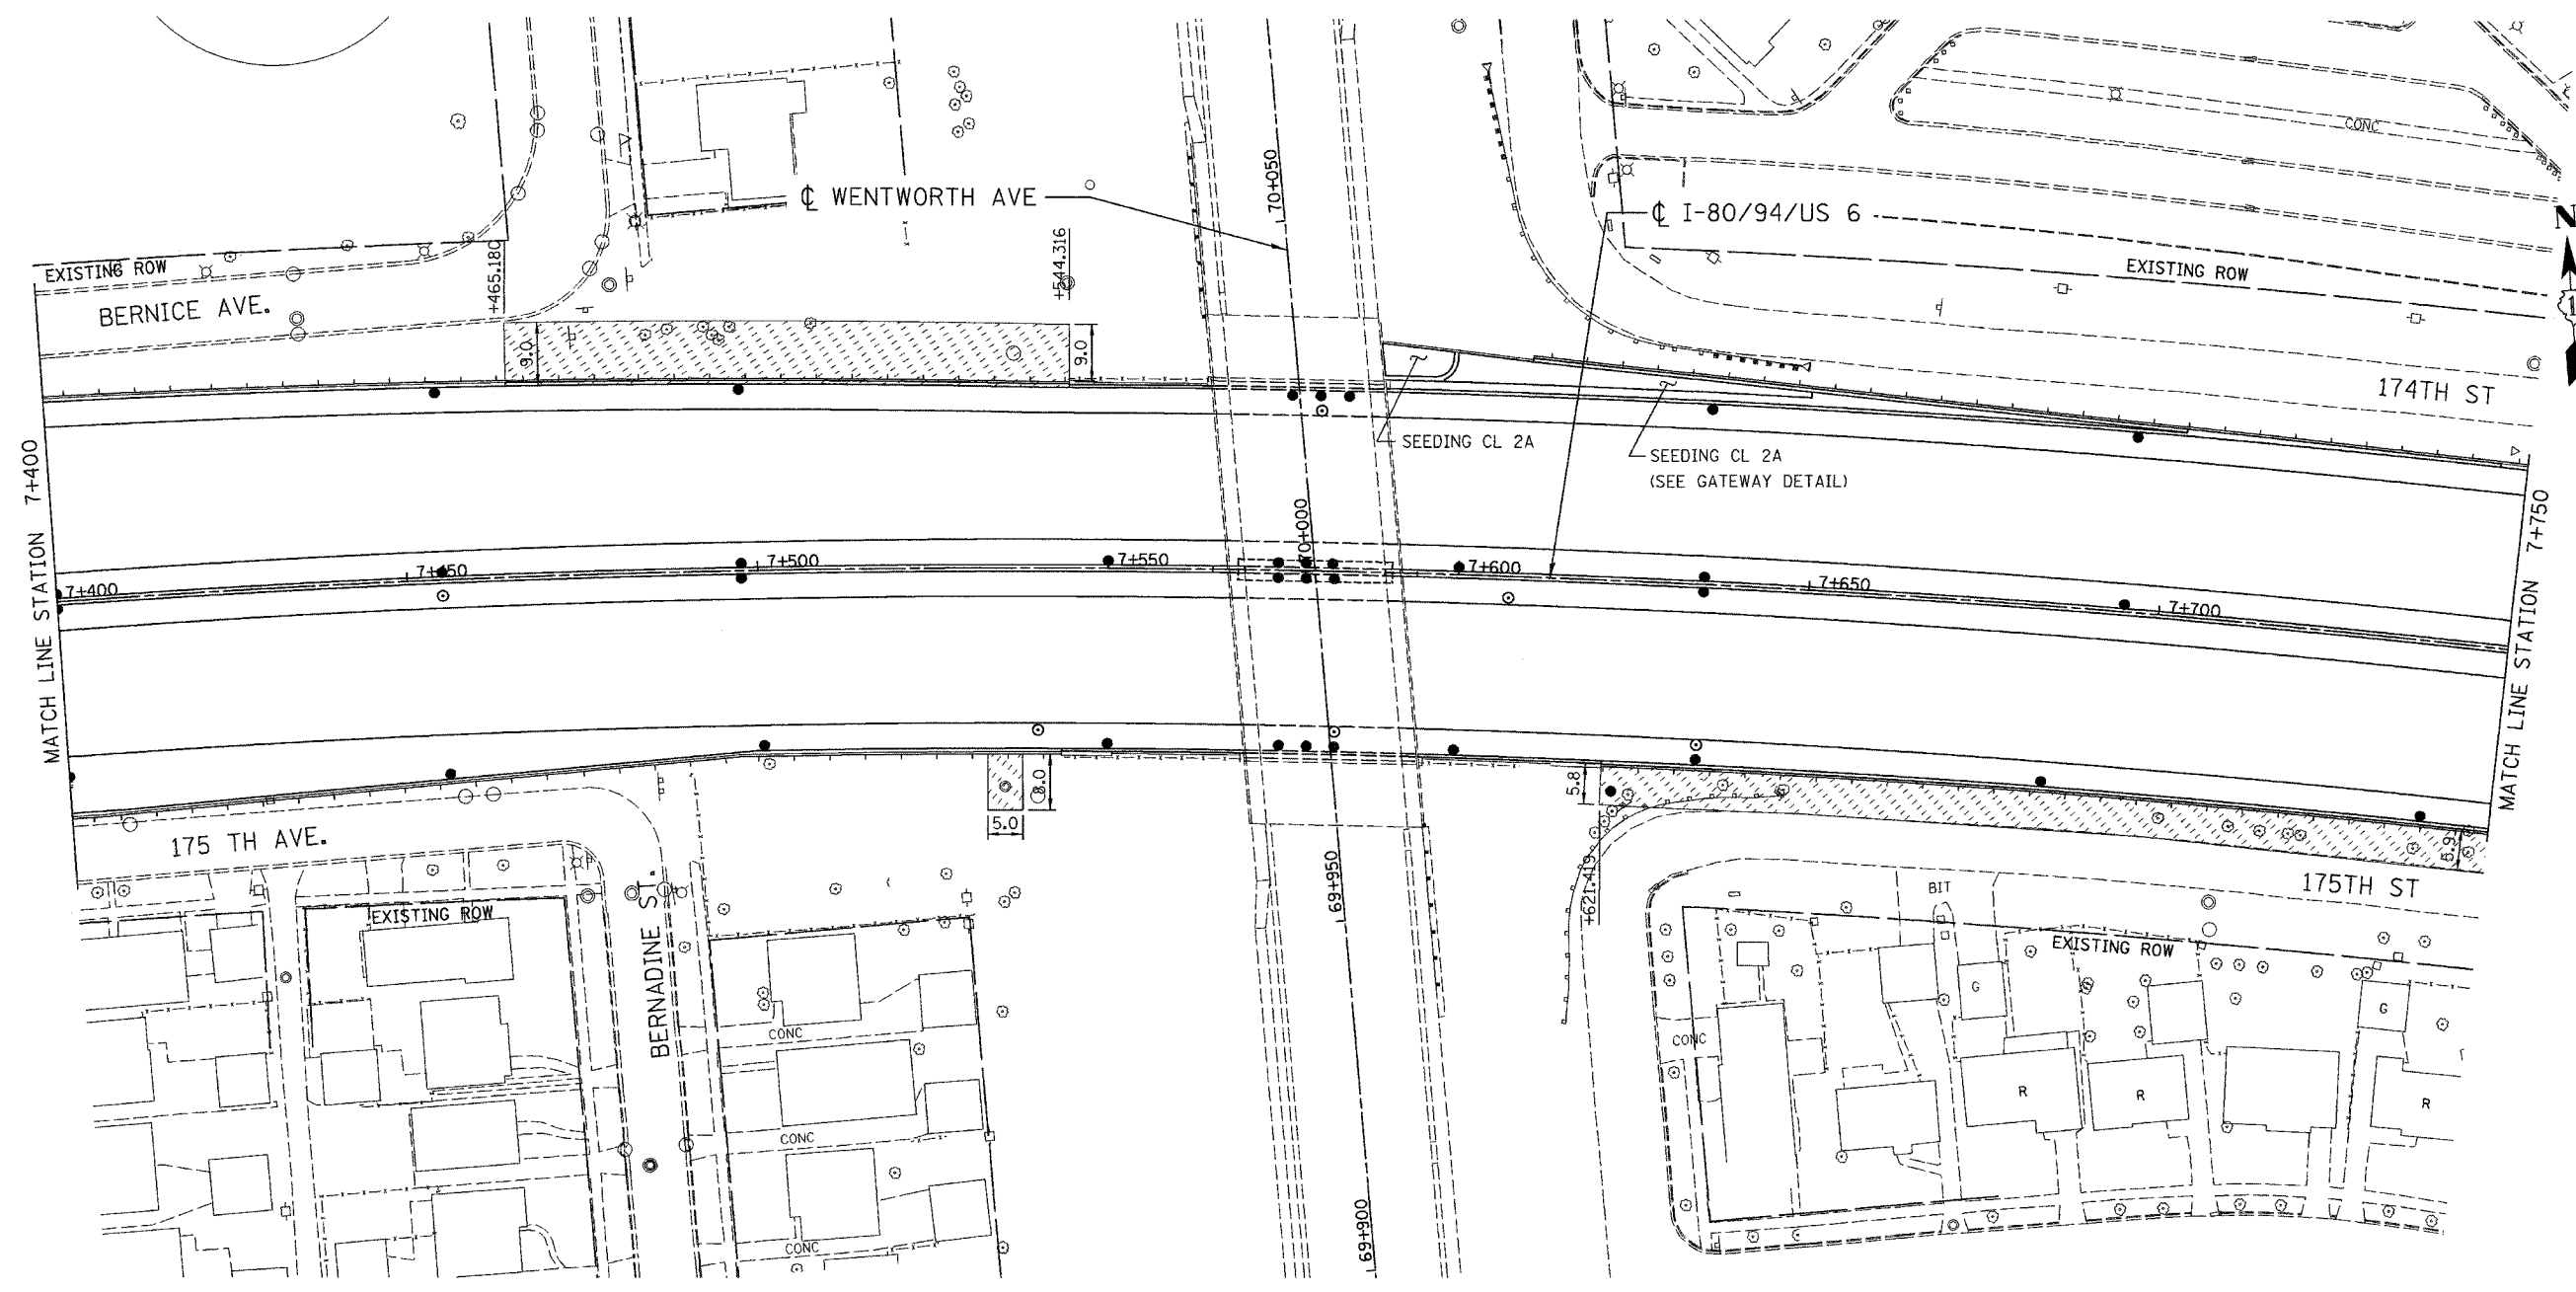 70+050
℄ WENTWORTH AVE
℄ I-80/94/US 6
CONC
N
EXISTING ROW
BERNICE AVE.
+465.180
+544.316
EXISTING ROW
9.0
9.0
174TH ST
SEEDING CL 2A
SEEDING CL 2A
(SEE GATEWAY DETAIL)
MATCH LINE STATION 7+400
MATCH LINE STATION 7+750
7+400
7+450
7+500
7+550
70+000
7+600
7+650
7+700
8.0
5.0
5.8
5.9
175 TH AVE.
+621.419
69+950
175TH ST
BIT
EXISTING ROW
EXISTING ROW
BERNADINE ST.
G
G
CONC
CONC
R
R
R
CONC
CONC
69+900